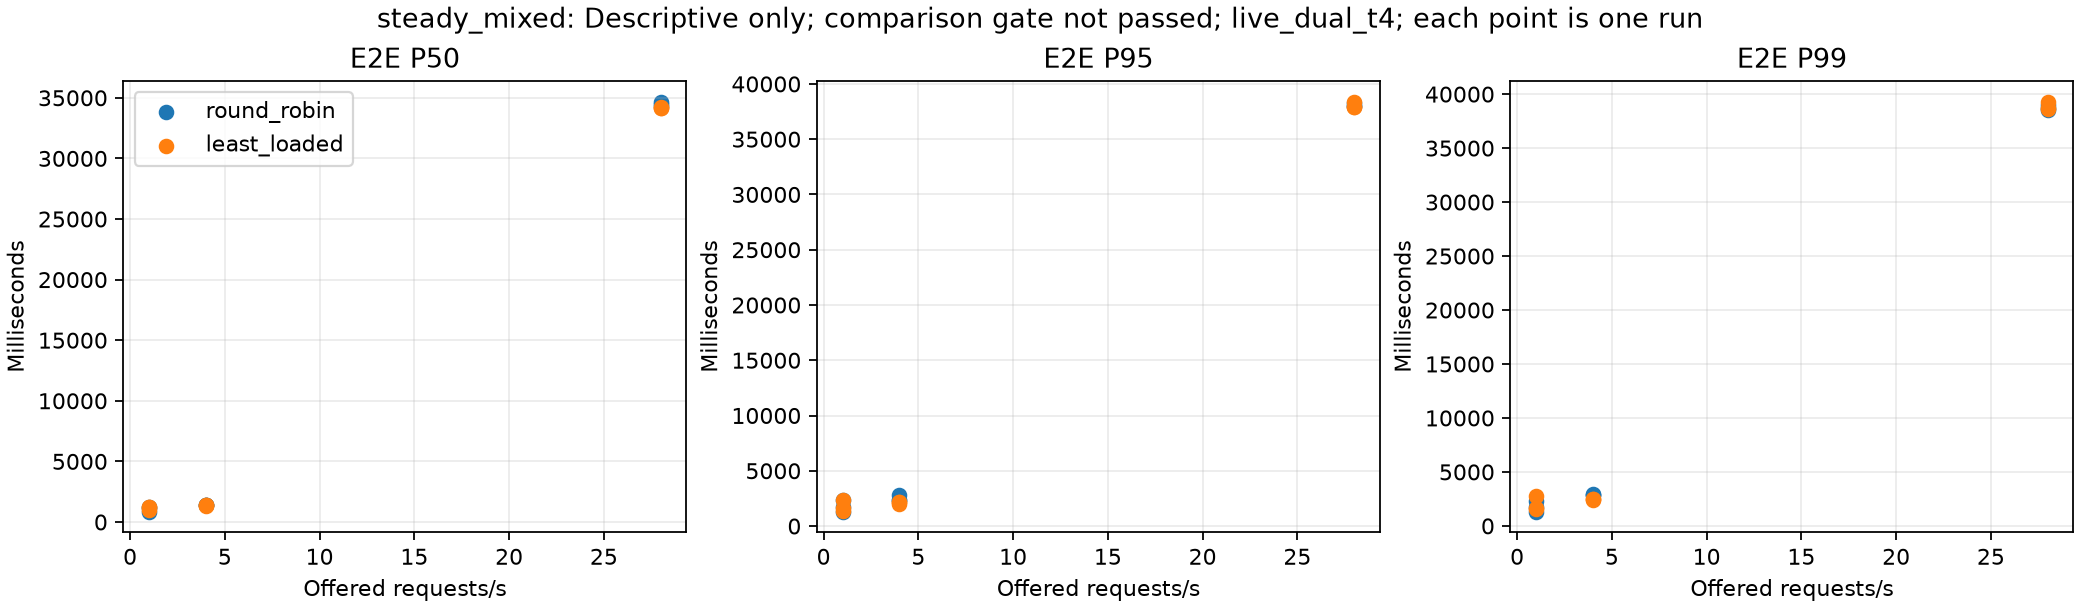 steady_mixed: Descriptive only; comparison gate not passed; live_dual_t4; each point is one run
E2E P50
35000
30000
25000
20000
15000
10000
5000
0
Milliseconds
round_robin
least_loaded
0 5 10 15 20 25
Offered requests/s
E2E P95
40000
35000
30000
25000
20000
15000
10000
5000
0
Milliseconds
0 5 10 15 20 25
Offered requests/s
E2E P99
40000
35000
30000
25000
20000
15000
10000
5000
0
Milliseconds
0 5 10 15 20 25
Offered requests/s